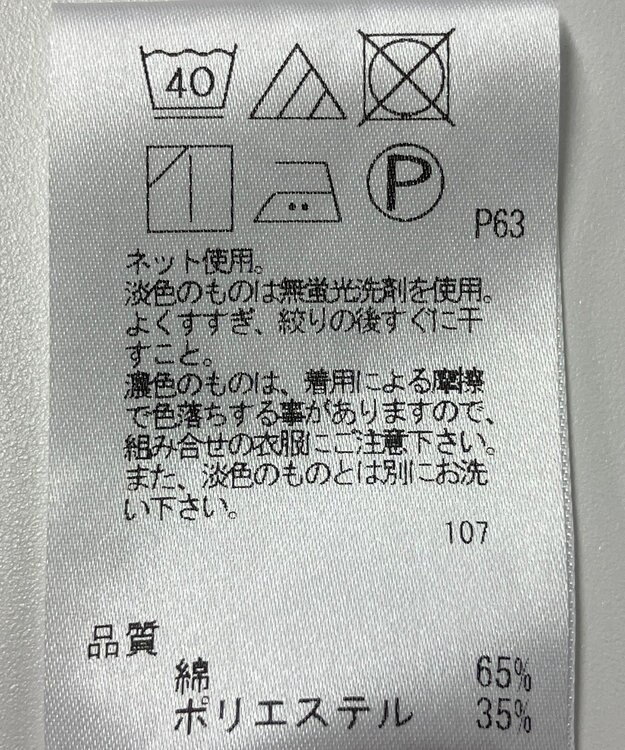 40
P
P63
ネット使用。
淡色のものは無蛍光洗剤を使用。
よくすすぎ、絞りの後すぐに干
すこと。
濃色のものは、着用による摩擦
で色落ちする事がありますので、
組み合せの衣服にご注意下さい。
また、淡色のものとは別にお洗
い下さい。
107
品質
綿 65%
ポリエステル 35%